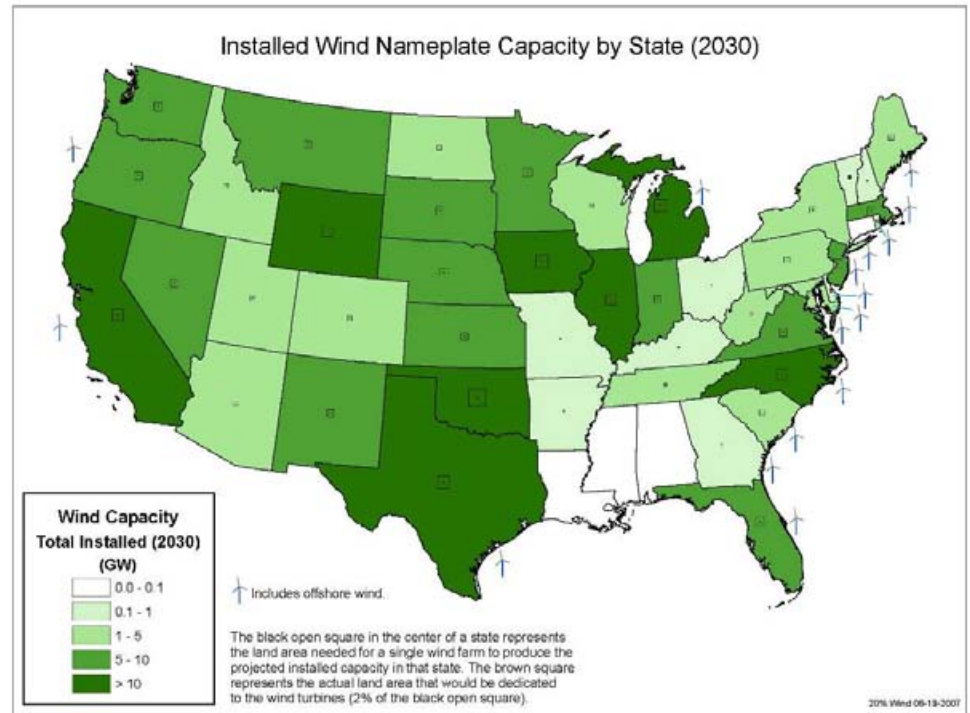 Installed Wind Nameplate Capacity by State (2030)
Wind Capacity
Total Installed (2030)
(GW)
0.0 - 0.1
0.1 - 1
1 - 5
5 - 10
> 10
Includes offshore wind.
The black open square in the center of a state represents
the land area needed for a single wind farm to produce the
projected installed capacity in that state. The brown square
represents the actual land area that would be dedicated
to the wind turbines (2% of the black open square).
20% Wind 06-19-2007